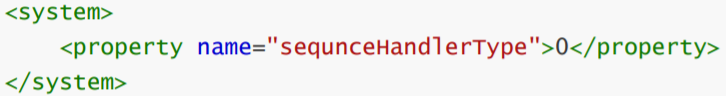 <system>
    <property name="sequnceHandlerType">0</property>
</system>